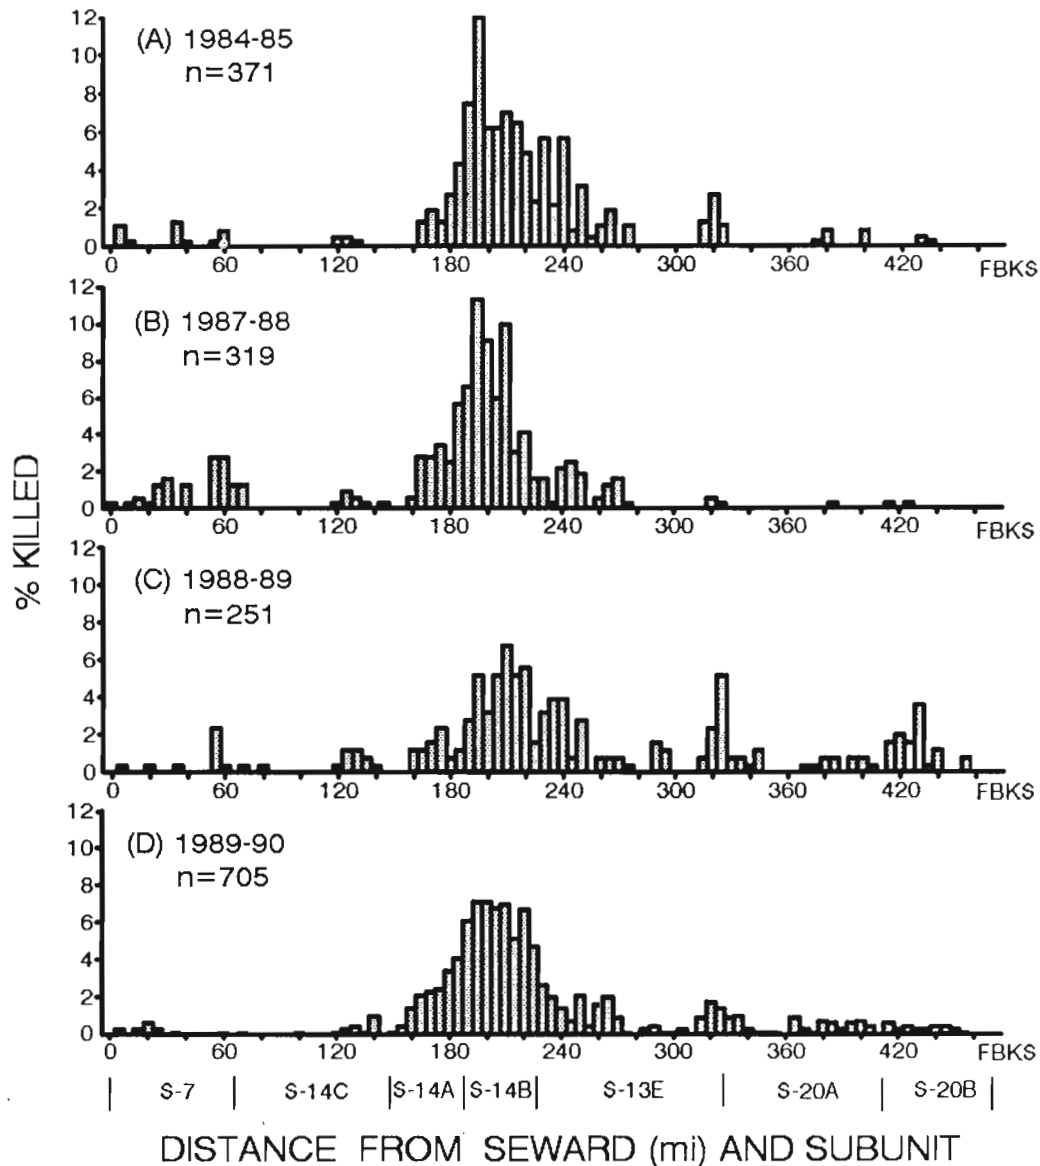 % KILLED
12
10
8
6
4
2
0
(A) 1984-85
n=371
0 60 120 180 240 300 360 420 FBKS
12
10
8
6
4
2
0
(B) 1987-88
n=319
0 60 120 180 240 300 360 420 FBKS
12
10
8
6
4
2
0
(C) 1988-89
n=251
0 60 120 180 240 300 360 420 FBKS
12
10
8
6
4
2
0
(D) 1989-90
n=705
0 60 120 180 240 300 360 420 FBKS
S-7 S-14C S-14A S-14B S-13E S-20A S-20B
DISTANCE FROM SEWARD (mi) AND SUBUNIT